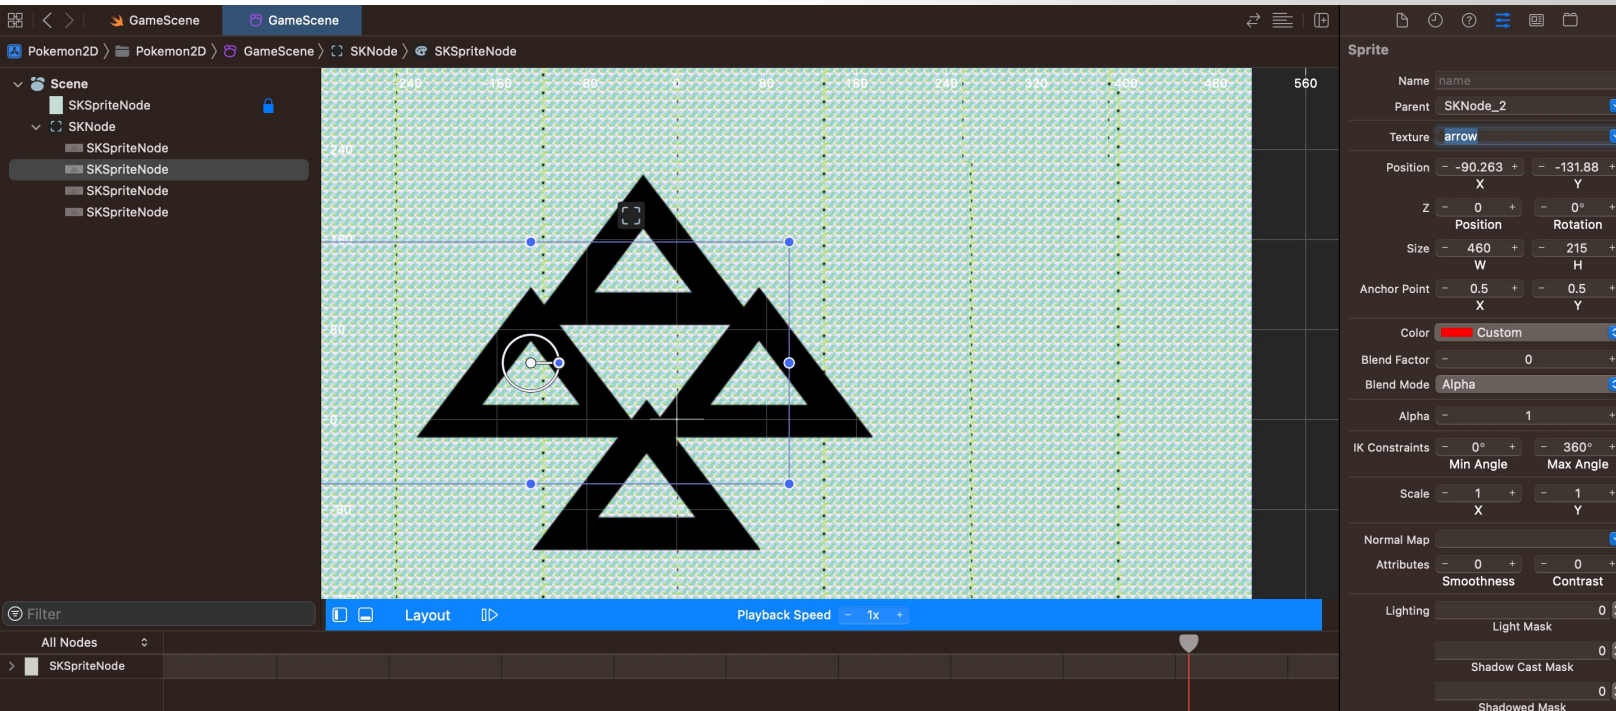 GameScene
GameScene
Pokemon2D
Pokemon2D
GameScene
SKNode
SKSpriteNode
Scene
SKSpriteNode
SKNode
SKSpriteNode
SKSpriteNode
SKSpriteNode
SKSpriteNode
Filter
-240 -160 -80 0 80 160 240 320 400 480 560
240
160
80
0
-80
Layout
Playback Speed - 1x +
All Nodes
SKSpriteNode
Sprite
Name name
Parent SKNode_2
Texture arrow
Position - -90.263 + - -131.88 +
X Y
Z - 0 + - 0° +
Position Rotation
Size - 460 + - 215 +
W H
Anchor Point - 0.5 + - 0.5 +
X Y
Color Custom
Blend Factor - 0 +
Blend Mode Alpha
Alpha - 1 +
IK Constraints - 0° + - 360° +
Min Angle Max Angle
Scale - 1 + - 1 +
X Y
Normal Map
Attributes - 0 + - 0 +
Smoothness Contrast
Lighting 0
Light Mask
0
Shadow Cast Mask
0
Shadowed Mask